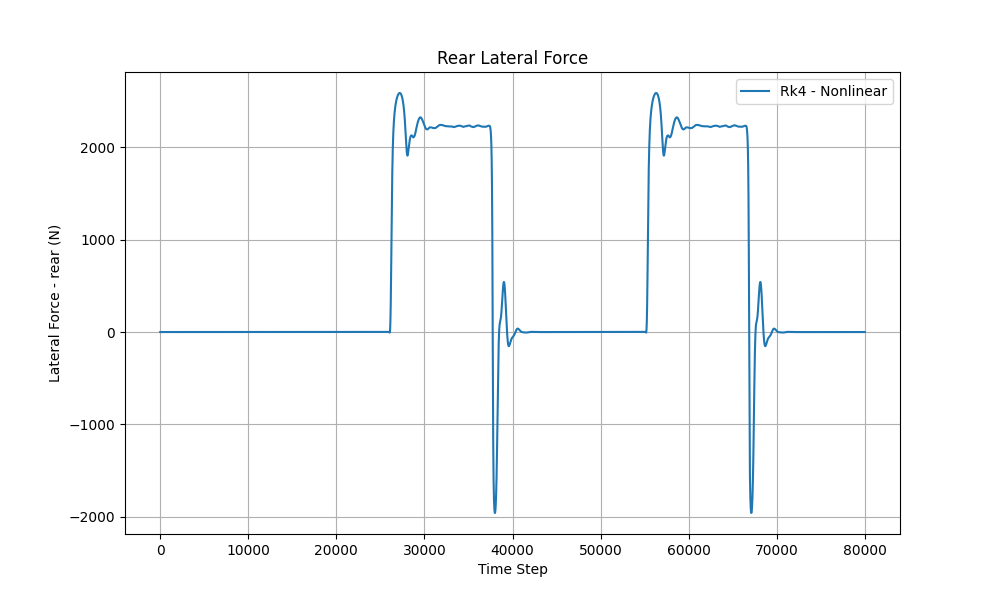 Rear Lateral Force
Rk4 - Nonlinear
2000
1000
0
−1000
−2000
Lateral Force - rear (N)
0 10000 20000 30000 40000 50000 60000 70000 80000
Time Step